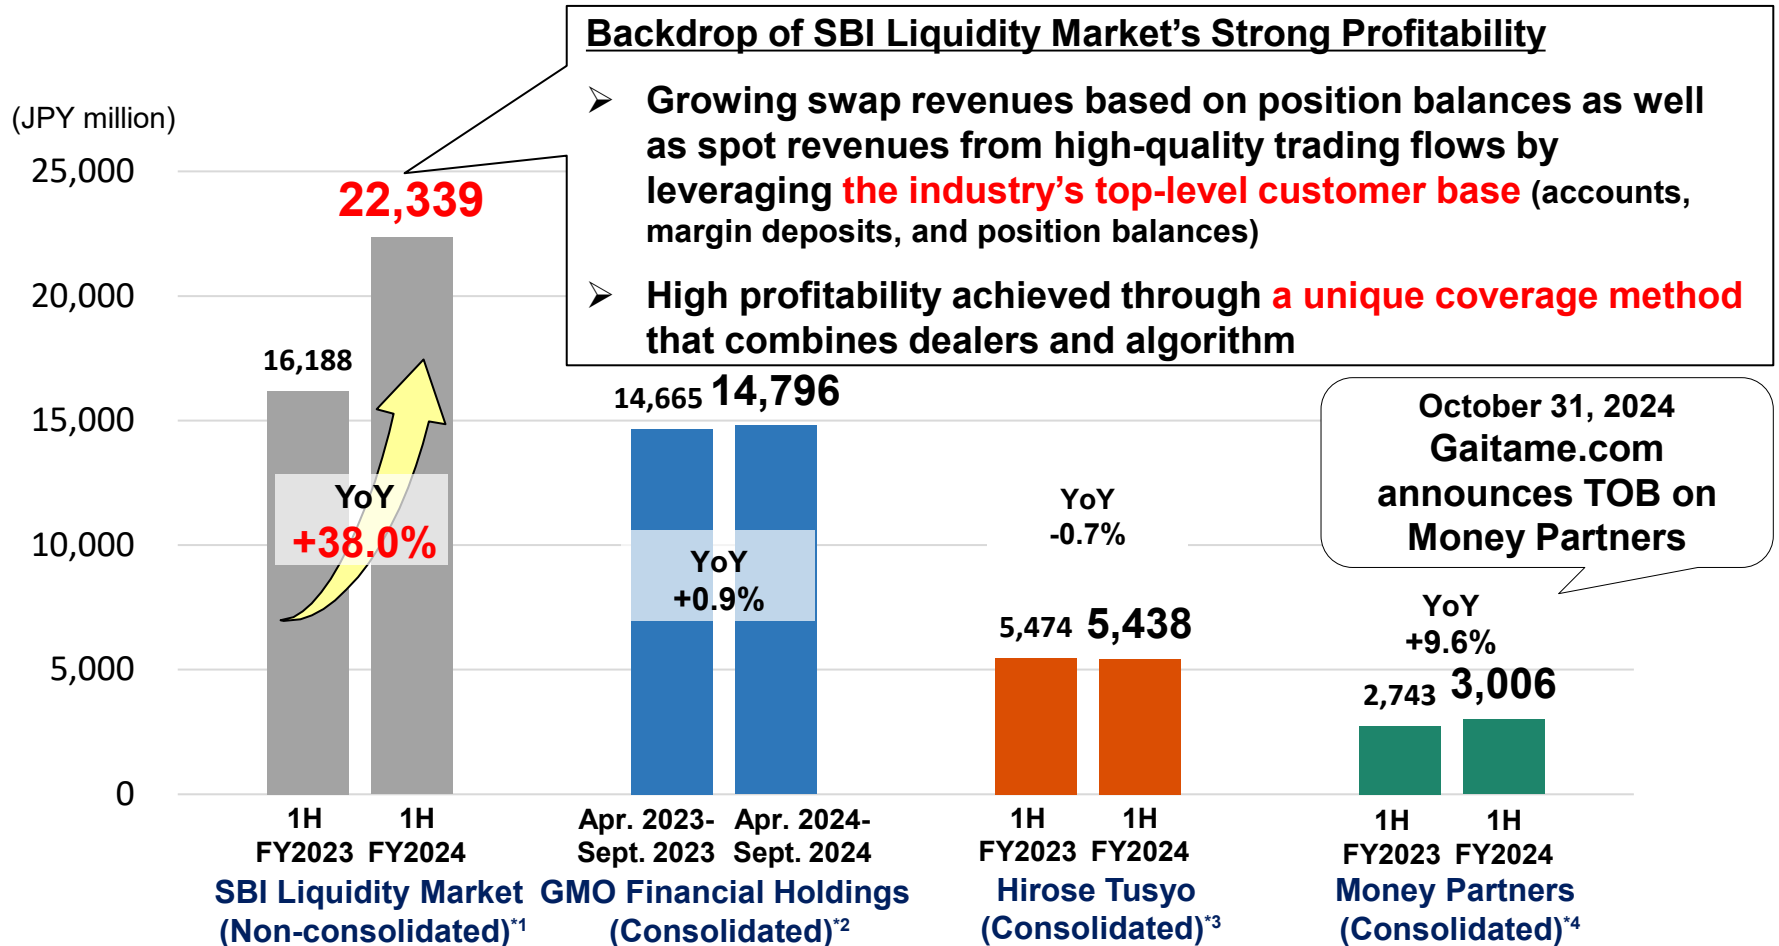 Backdrop of SBI Liquidity Market's Strong Profitability
➢ Growing swap revenues based on position balances as well
as spot revenues from high-quality trading flows by
leveraging the industry's top-level customer base (accounts,
margin deposits, and position balances)
➢ High profitability achieved through a unique coverage method
that combines dealers and algorithm
(JPY million)
25,000
20,000
15,000
10,000
5,000
0
16,188
22,339
YoY
+38.0%
14,665
14,796
YoY
+0.9%
YoY
-0.7%
5,474
5,438
October 31, 2024
Gaitame.com
announces TOB on
Money Partners
YoY
+9.6%
2,743
3,006
1H
FY2023
1H
FY2024
SBI Liquidity Market
(Non-consolidated)*1
Apr. 2023-
Sept. 2023
Apr. 2024-
Sept. 2024
GMO Financial Holdings
(Consolidated)*2
1H
FY2023
1H
FY2024
Hirose Tusyo
(Consolidated)*3
1H
FY2023
1H
FY2024
Money Partners
(Consolidated)*4